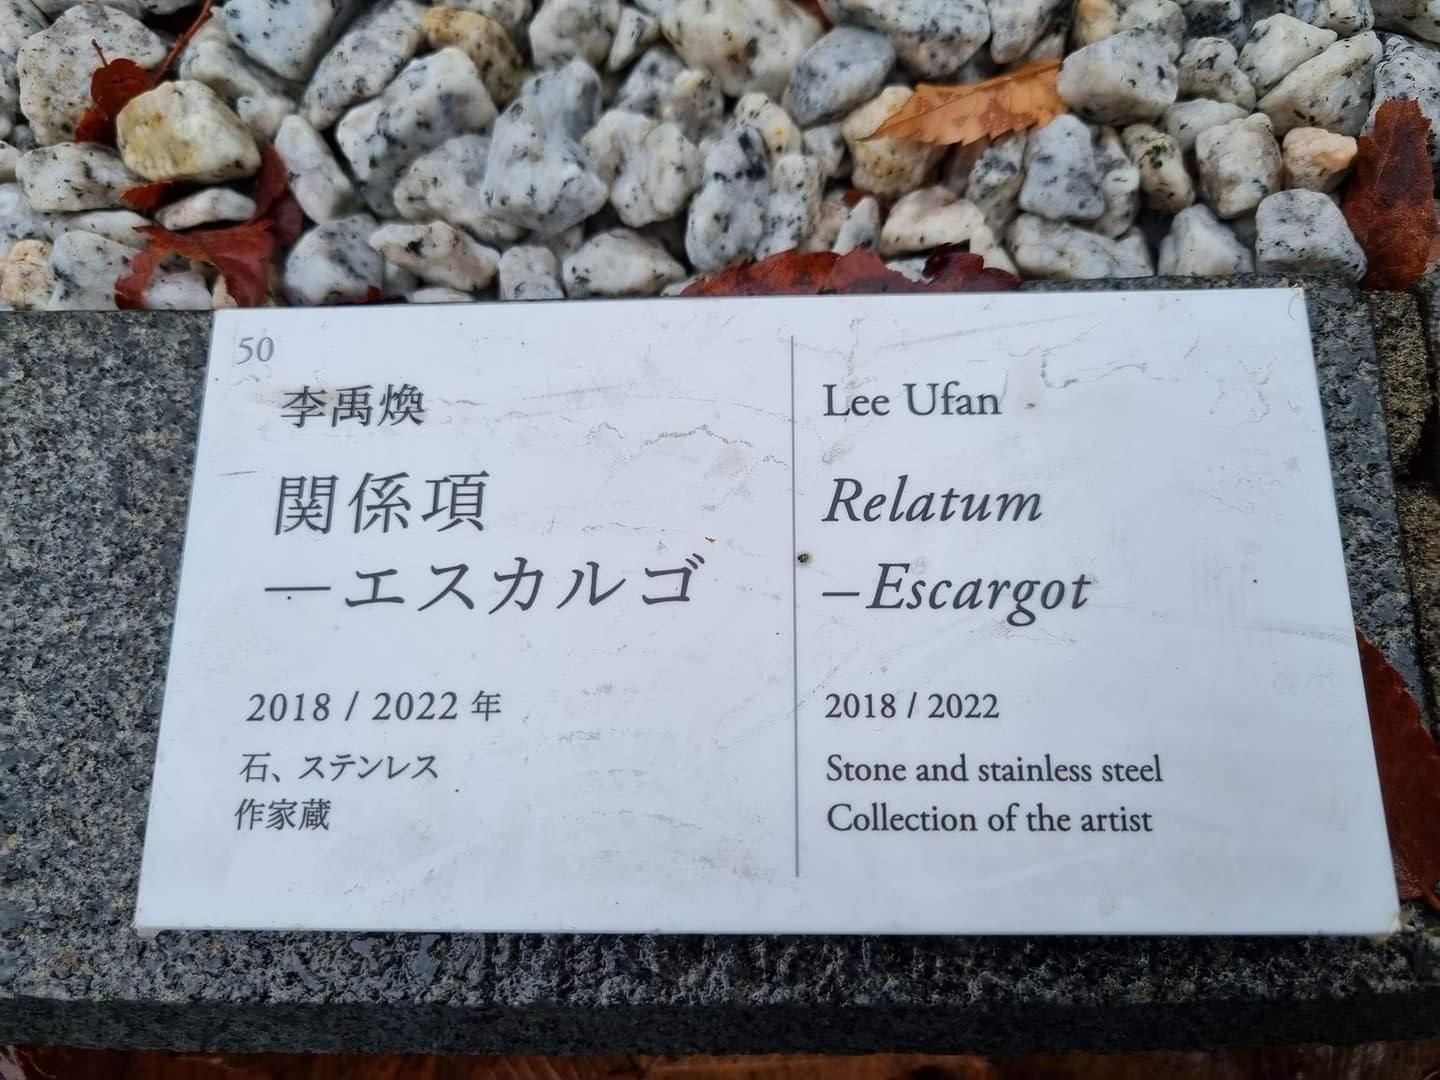 50
李禹煥
関係項
―エスカルゴ
2018 / 2022 年
石、ステンレス
作家蔵
Lee Ufan
Relatum
–Escargot
2018 / 2022
Stone and stainless steel
Collection of the artist